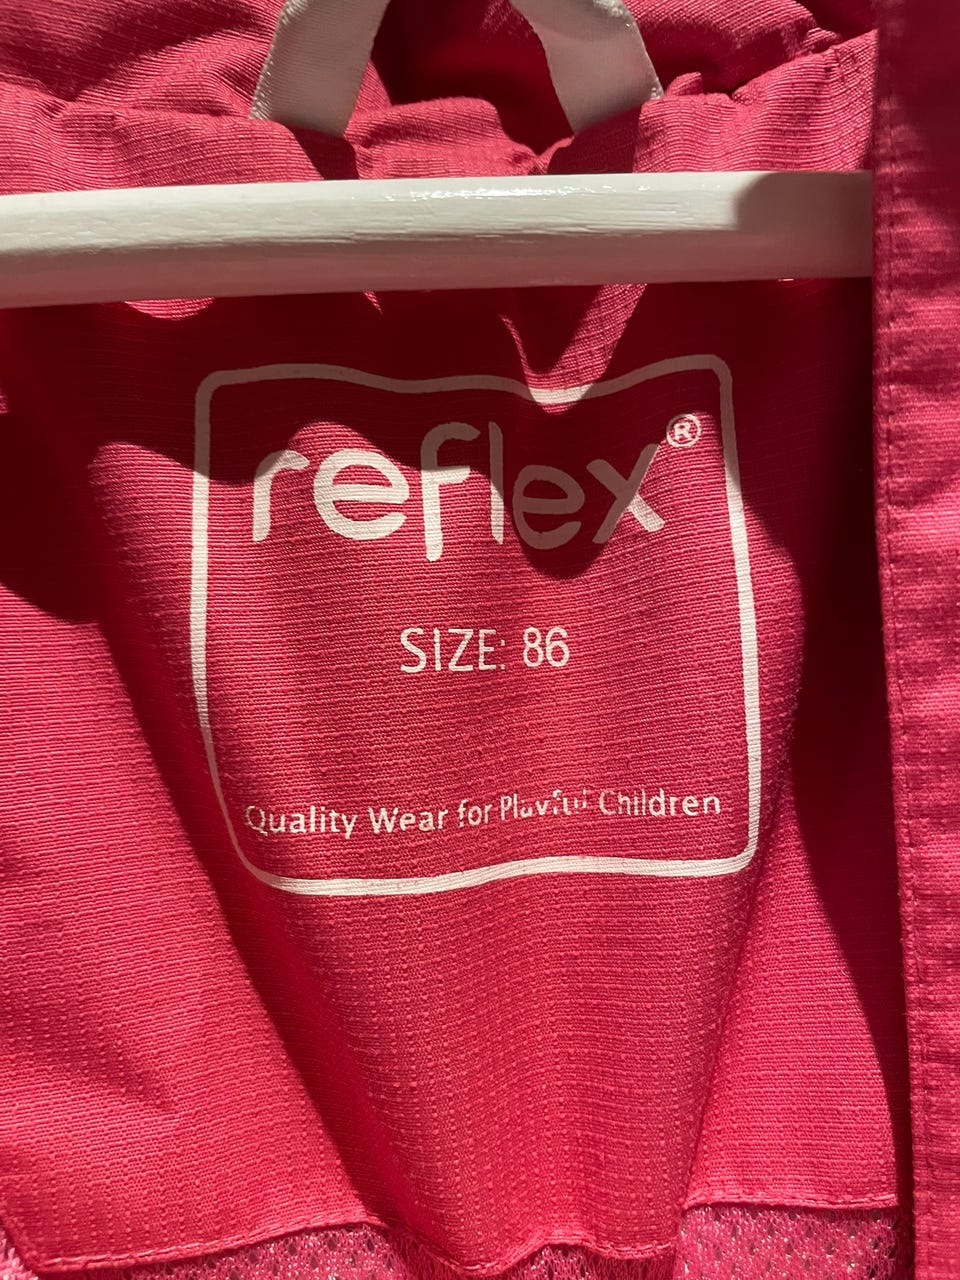 reflex®
SIZE: 86
Quality Wear for Playful Children